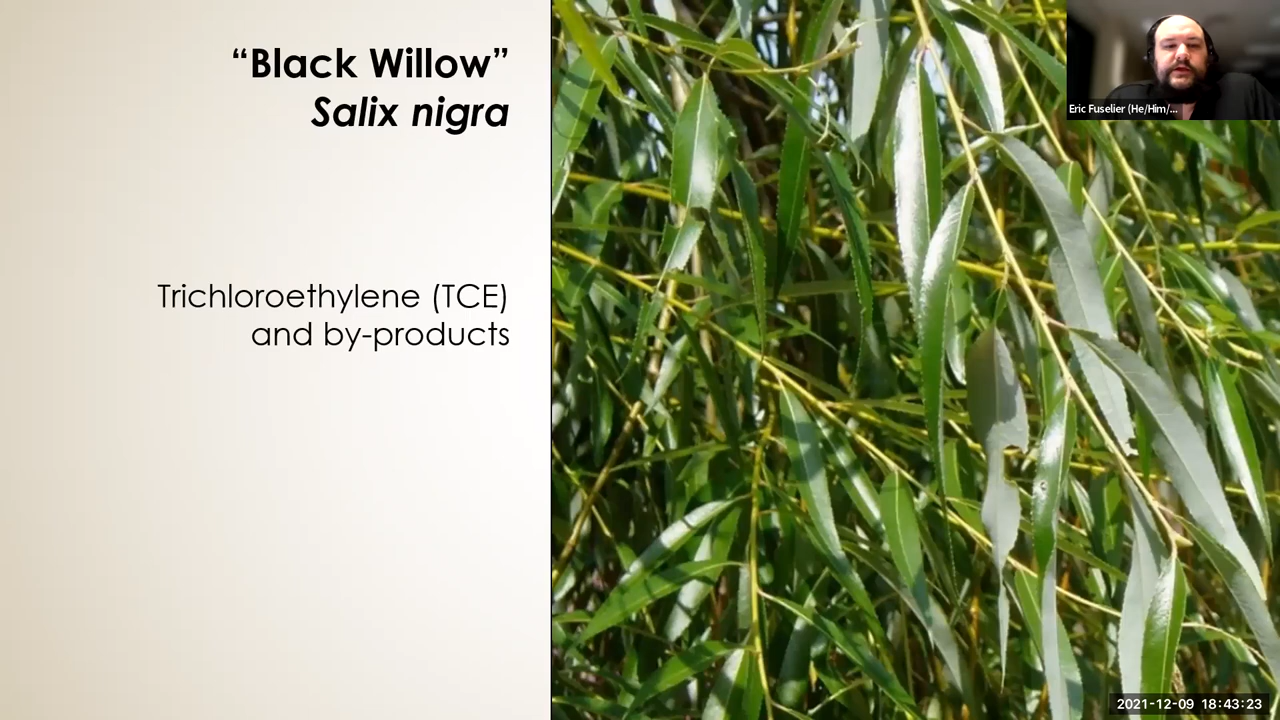 “Black Willow”
Salix nigra
Trichloroethylene (TCE)
and by-products
Eric Fuselier (He/Him/...
2021-12-09 18:43:23